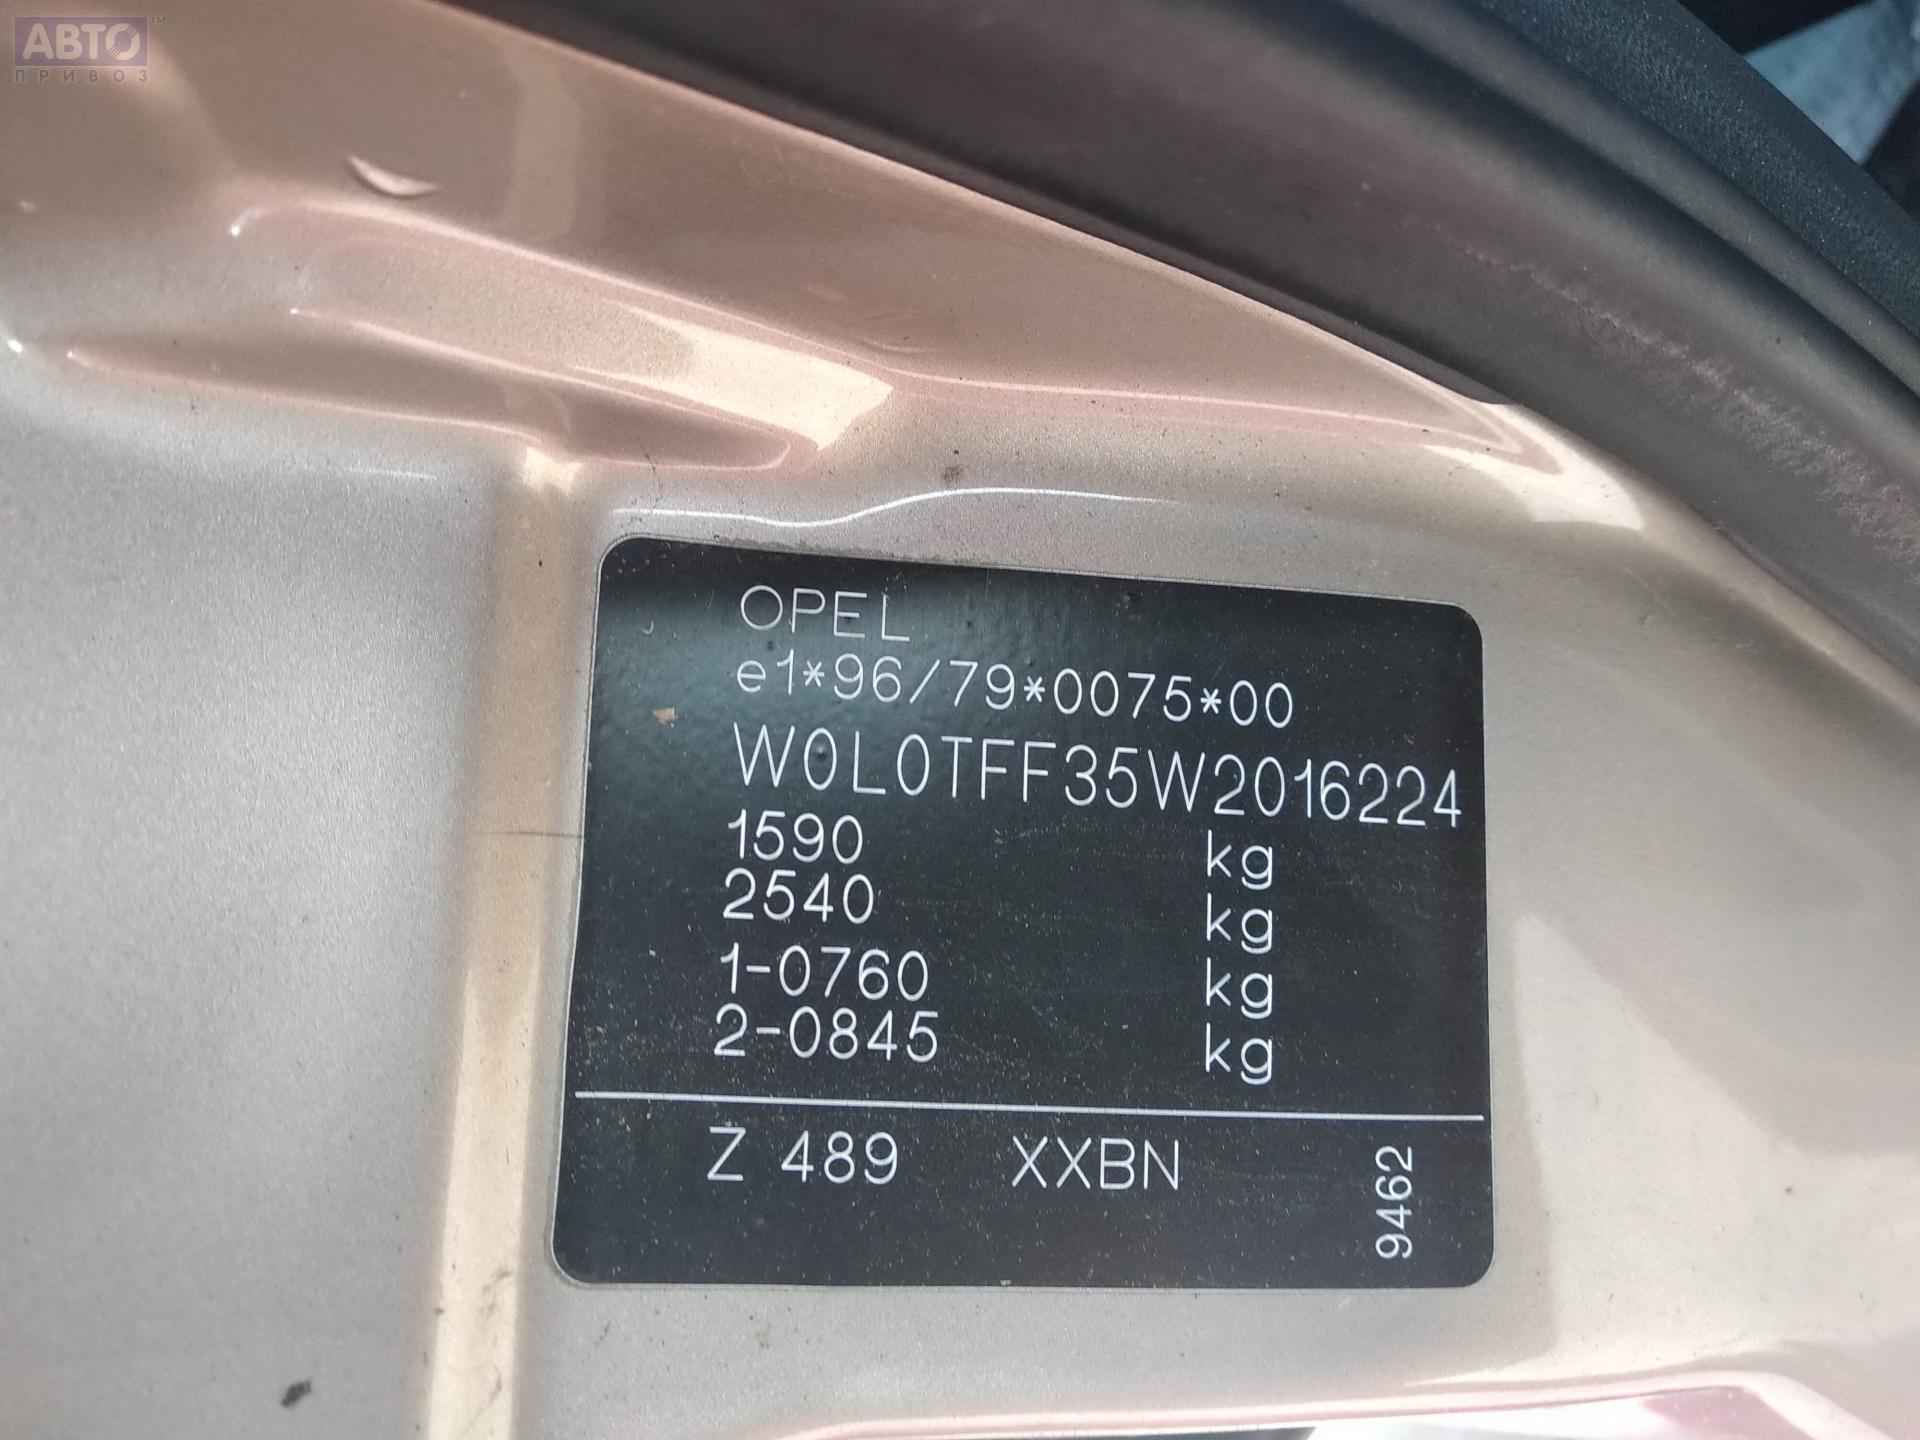 АВТО™
ПРИВОЗ
OPEL
e1*96/79*0075*00
W0L0TFF35W2016224
1590 kg
2540 kg
1-0760 kg
2-0845 kg
Z 489 XXBN
9462